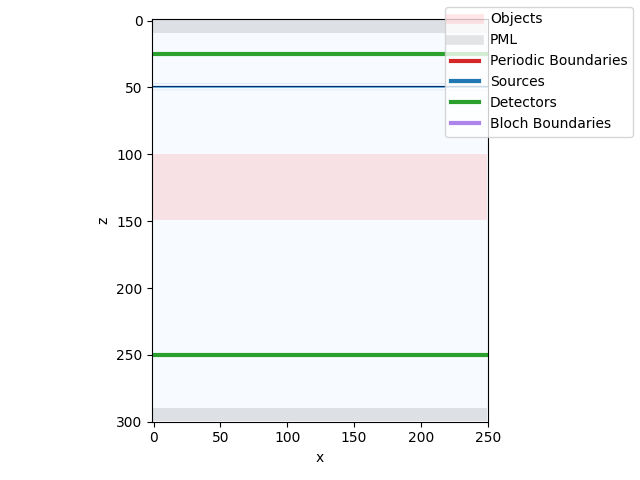 Objects
PML
Periodic Boundaries
Sources
Detectors
Bloch Boundaries
0
50
100
150
200
250
300
z
0
50
100
150
200
250
x